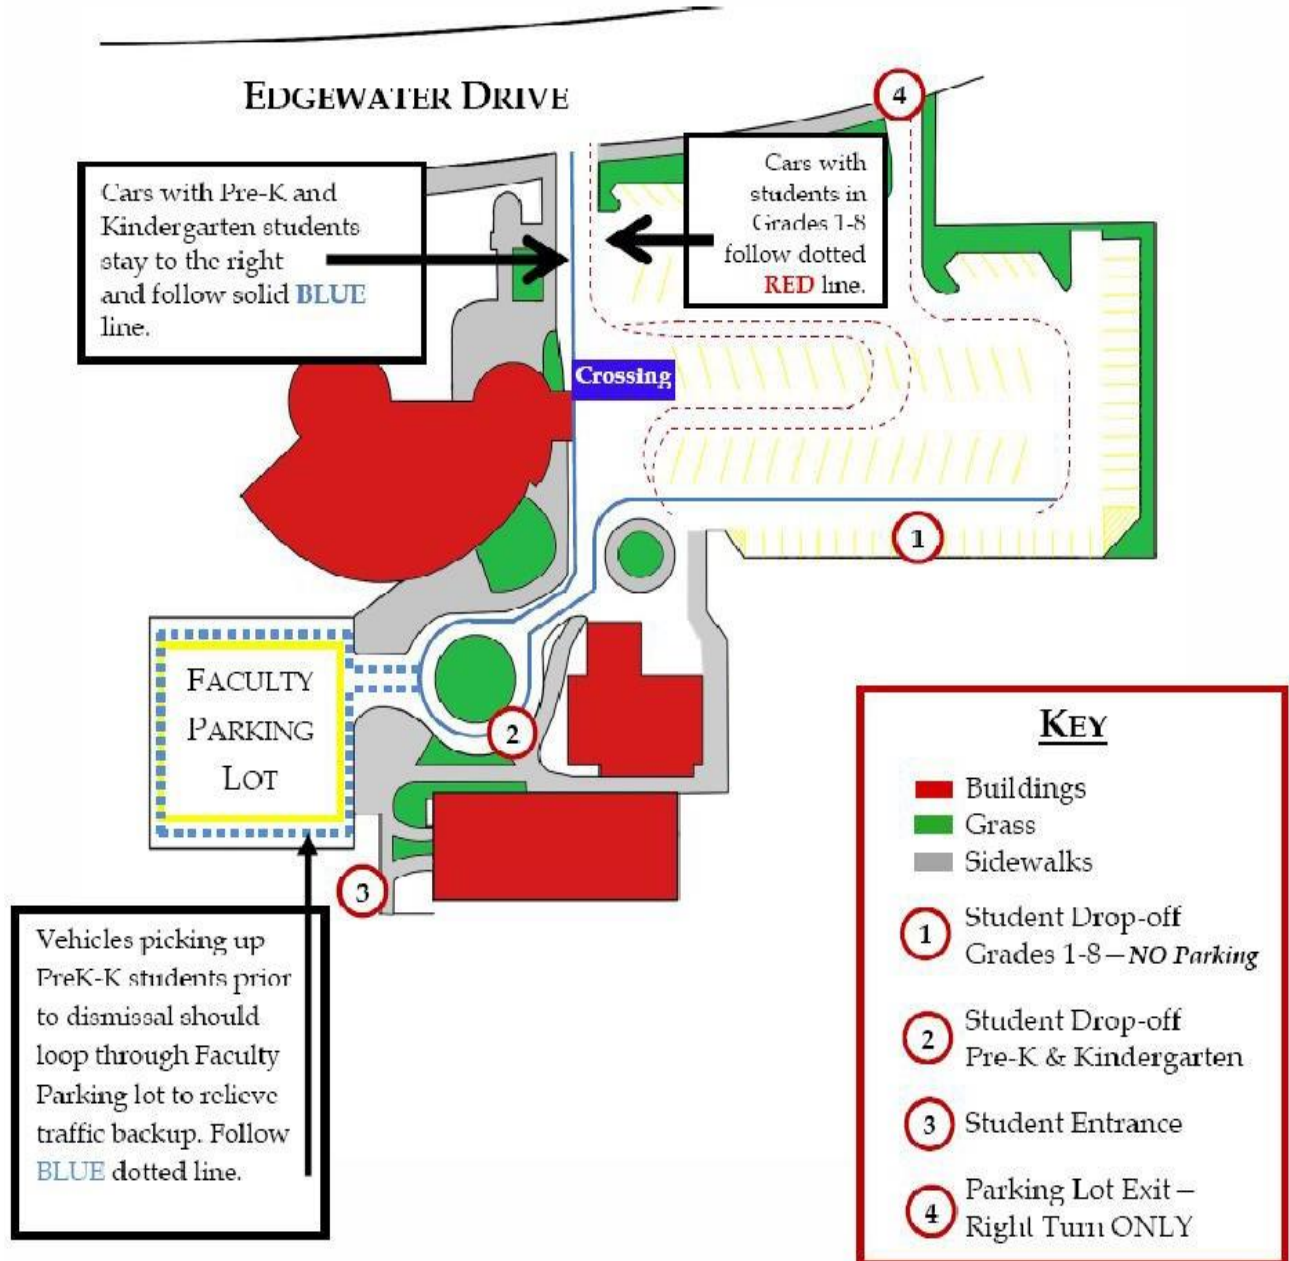 EDGEWATER DRIVE
4
Cars with Pre-K and
Kindergarten students
stay to the right
and follow solid BLUE
line.
Cars with
students in
Grades 1-8
follow dotted
RED line.
Crossing
1
FACULTY
PARKING
LOT
2
3
Vehicles picking up
PreK-K students prior
to dismissal should
loop through Faculty
Parking lot to relieve
traffic backup. Follow
BLUE dotted line.
KEY
Buildings
Grass
Sidewalks
1 Student Drop-off
Grades 1-8 – NO Parking
2 Student Drop-off
Pre-K & Kindergarten
3 Student Entrance
4 Parking Lot Exit –
Right Turn ONLY